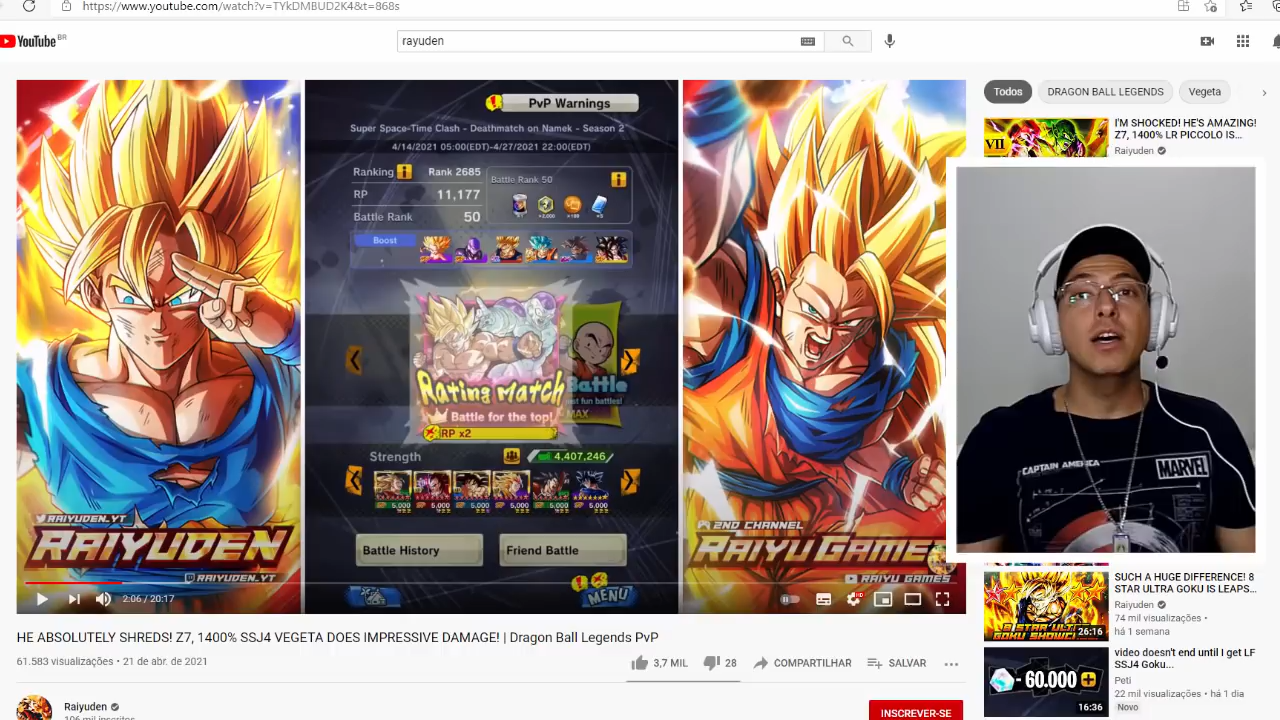 https://www.youtube.com/watch?v=TYkDMBUD2K4&t=868s
YouTube BR
rayuden
Todos
DRAGON BALL LEGENDS
Vegeta
PvP Warnings
Super Space-Time Clash - Deathmatch on Namek - Season 2
4/14/2021 05:00(EDT)-4/27/2021 22:00(EDT)
Ranking
Rank 2685
RP
11,177
Battle Rank
50
Battle Rank 50
Boost
Rating Match
Battle for the top!
RP x2
Battle
st fun battles!
MAX
Strength
4,407,246
5,000
5,000
5,000
5,000
5,000
5,000
Battle History
Friend Battle
MENU
RAIYUDEN_YT
RAIYUDEN
RAIYUDEN_YT
2ND CHANNEL
RAIYU GAMES
RAIYU GAMES
2:06 / 20:17
HD
HE ABSOLUTELY SHREDS! Z7, 1400% SSJ4 VEGETA DOES IMPRESSIVE DAMAGE! | Dragon Ball Legends PvP
61.583 visualizações • 21 de abr. de 2021
3,7 MIL
28
COMPARTILHAR
SALVAR
Raiyuden
106 mil inscritos
INSCREVER-SE
VII
I'M SHOCKED! HE'S AMAZING!
Z7, 1400% LR PICCOLO IS...
Raiyuden
CAPTAIN AMERICA
MARVEL
26:16
SUCH A HUGE DIFFERENCE! 8
STAR ULTRA GOKU IS LEAPS...
Raiyuden
74 mil visualizações •
há 1 semana
- 60.000
16:36
video doesn't end until I get LF
SSJ4 Goku...
Peti
22 mil visualizações • há 1 dia
Novo